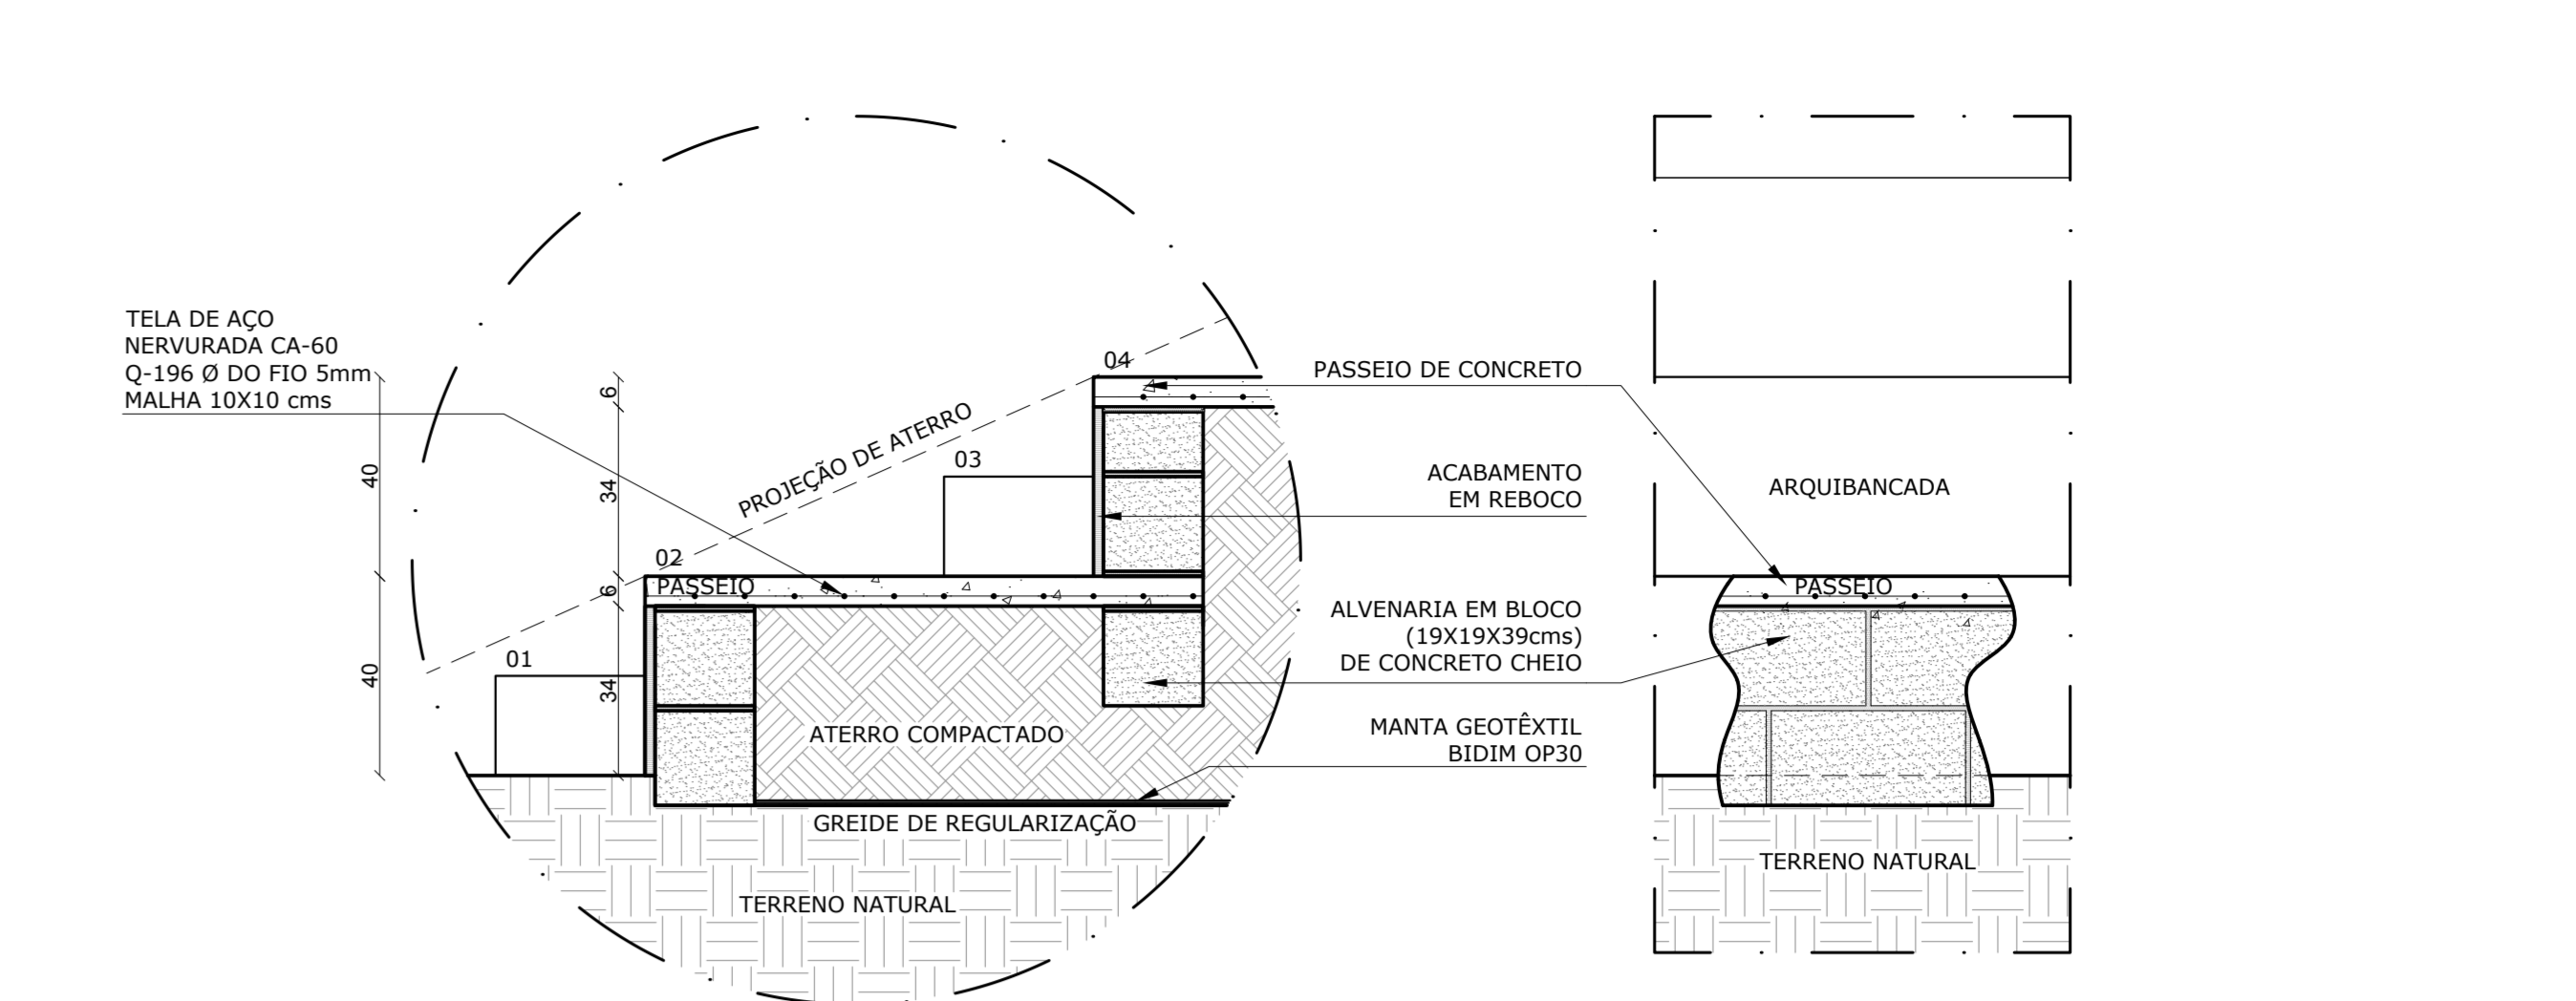 TELA DE AÇO
NERVURADA CA-60
Q-196 Ø DO FIO 5mm
MALHA 10X10 cms
40
40
6
34
6
34
PROJEÇÃO DE ATERRO
04
03
02
PASSEIO
01
ATERRO COMPACTADO
GREIDE DE REGULARIZAÇÃO
TERRENO NATURAL
PASSEIO DE CONCRETO
ACABAMENTO
EM REBOCO
ALVENARIA EM BLOCO
(19X19X39cms)
DE CONCRETO CHEIO
MANTA GEOTÊXTIL
BIDIM OP30
ARQUIBANCADA
PASSEIO
TERRENO NATURAL